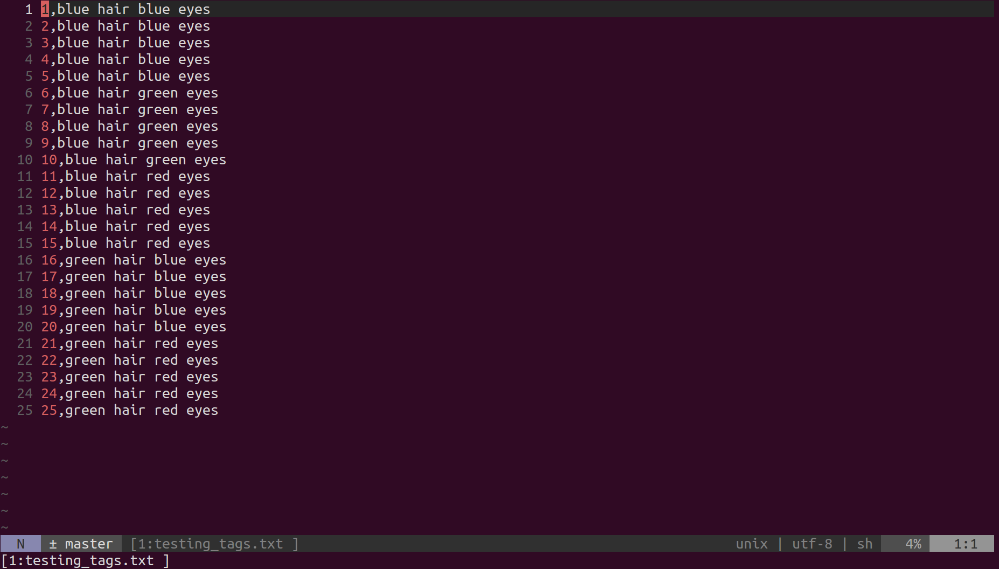 1 1,blue hair blue eyes
2 2,blue hair blue eyes
3 3,blue hair blue eyes
4 4,blue hair blue eyes
5 5,blue hair blue eyes
6 6,blue hair green eyes
7 7,blue hair green eyes
8 8,blue hair green eyes
9 9,blue hair green eyes
10 10,blue hair green eyes
11 11,blue hair red eyes
12 12,blue hair red eyes
13 13,blue hair red eyes
14 14,blue hair red eyes
15 15,blue hair red eyes
16 16,green hair blue eyes
17 17,green hair blue eyes
18 18,green hair blue eyes
19 19,green hair blue eyes
20 20,green hair blue eyes
21 21,green hair red eyes
22 22,green hair red eyes
23 23,green hair red eyes
24 24,green hair red eyes
25 25,green hair red eyes
~
~
~
~
~
~
~
N ± master [1:testing_tags.txt ] unix | utf-8 | sh 4% 1:1
[1:testing_tags.txt ]